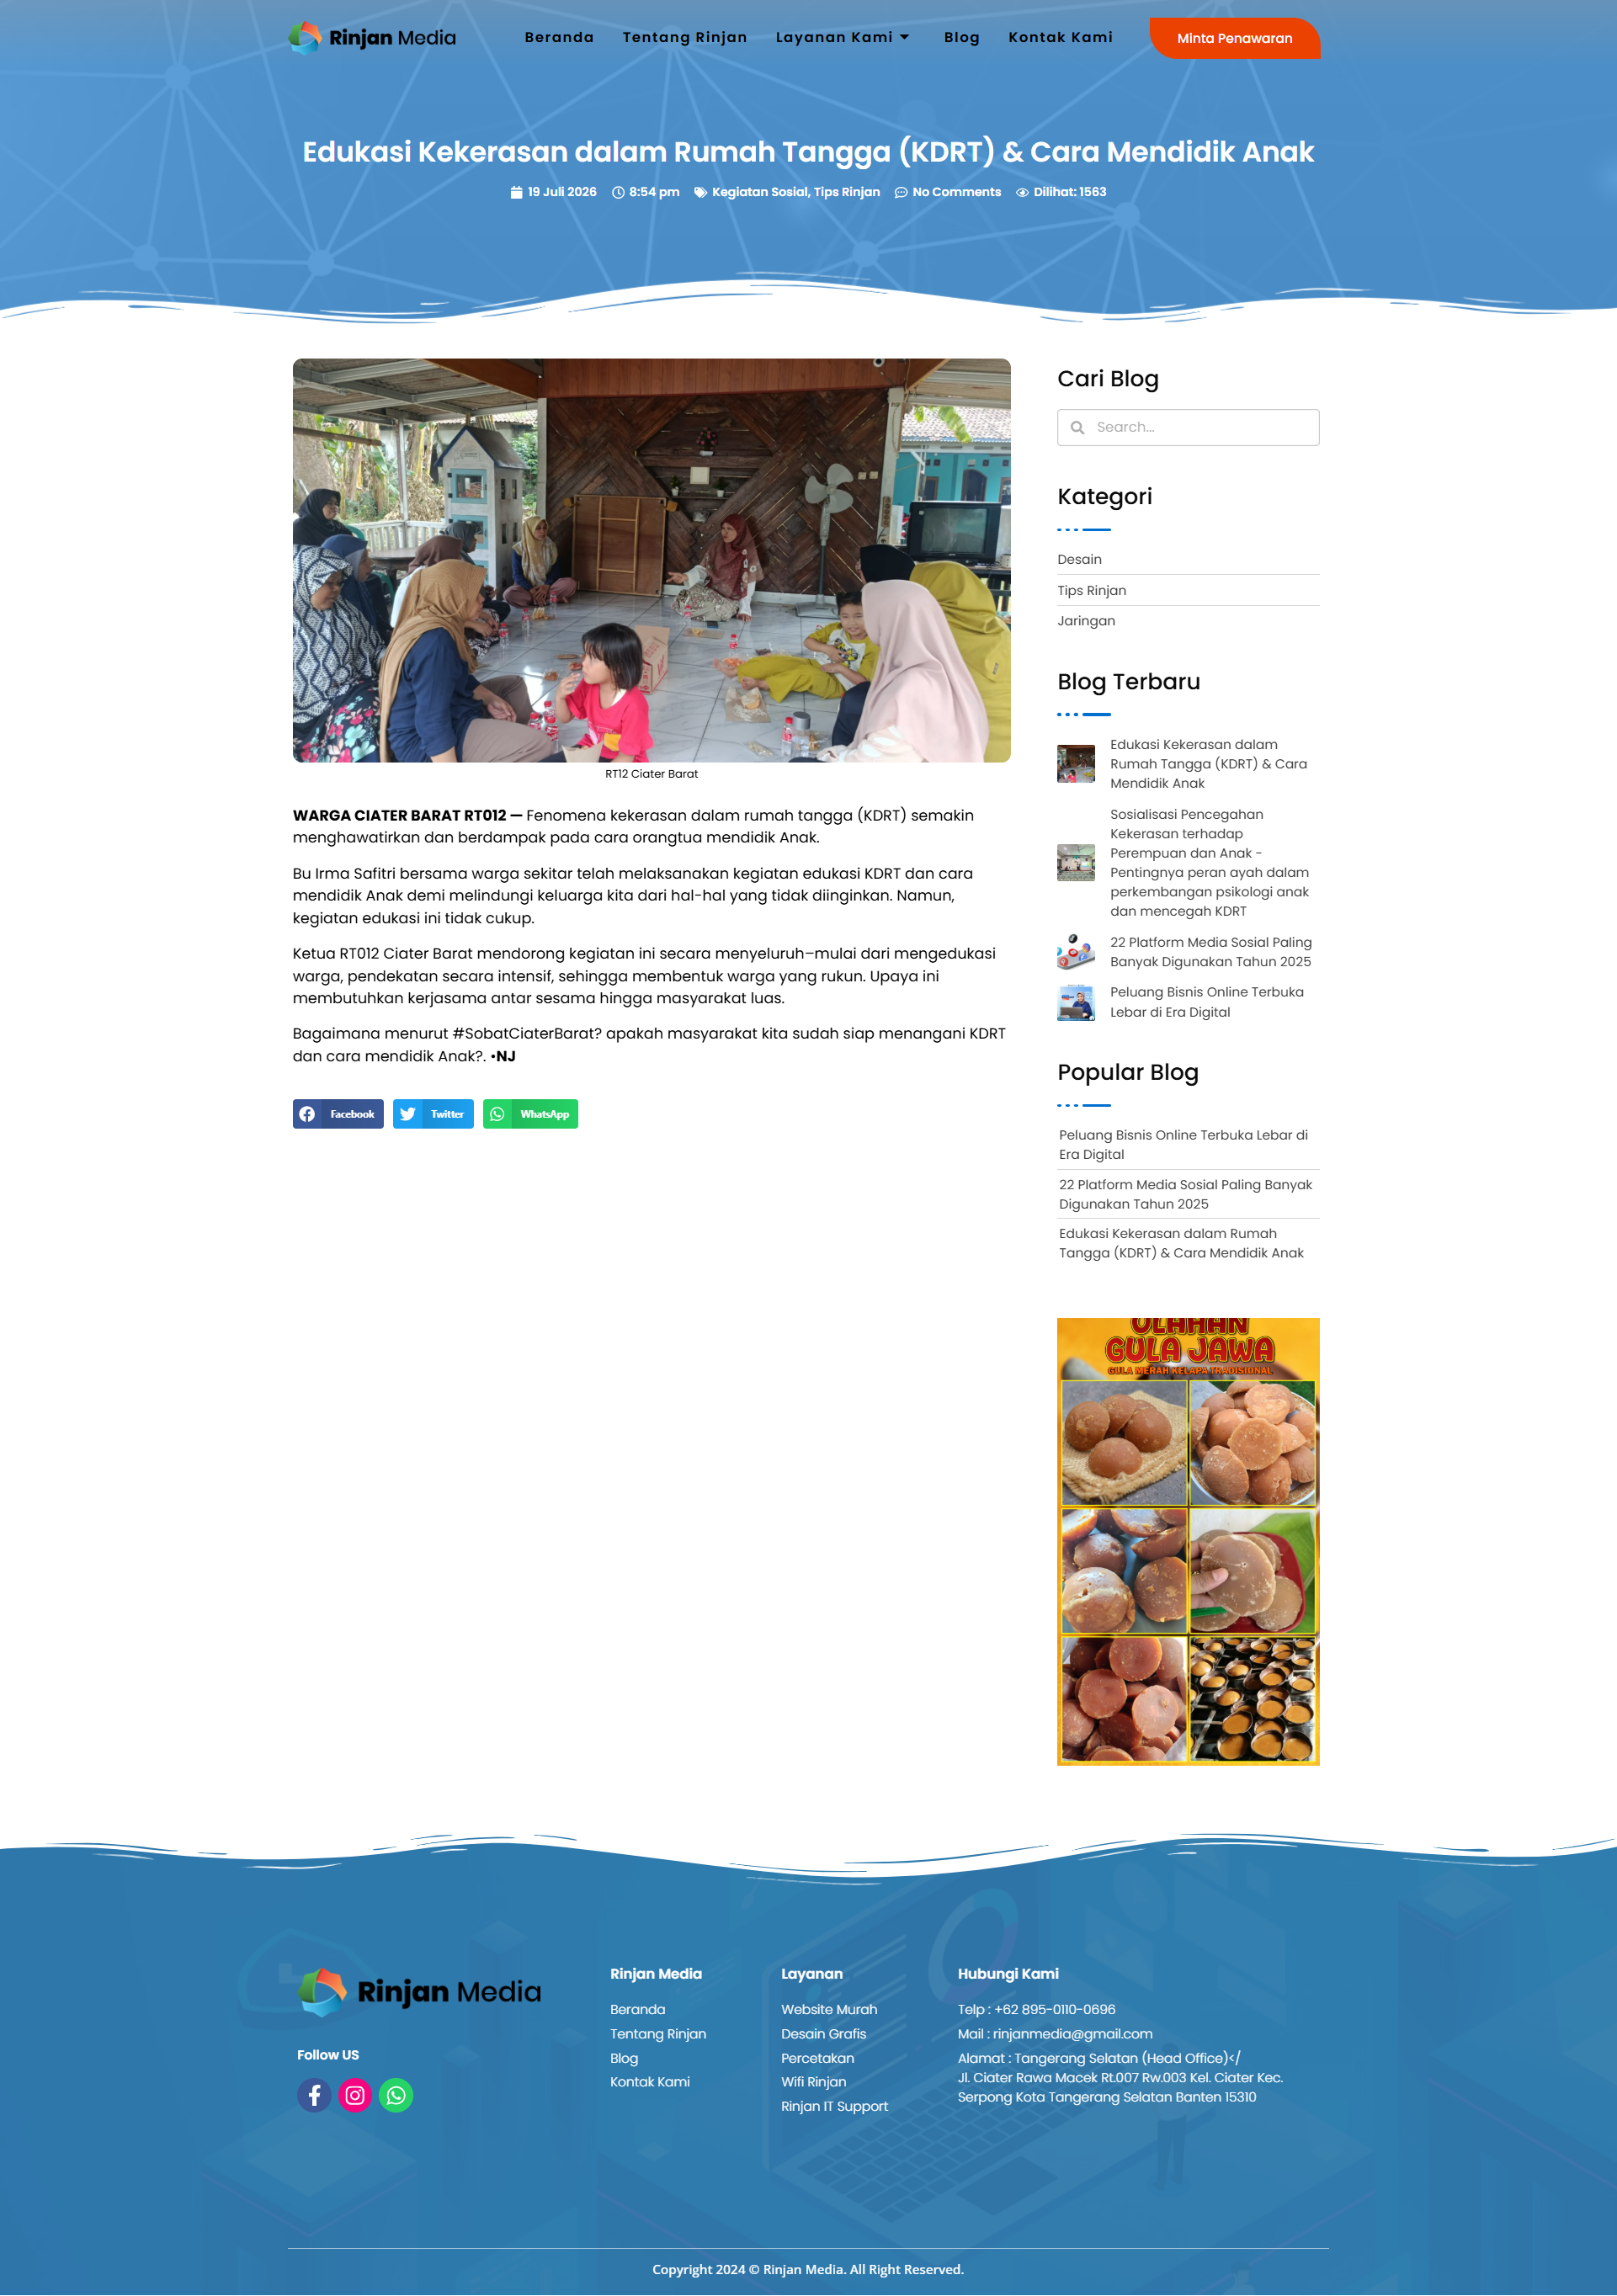 Rinjan Media
Beranda
Tentang Rinjan
Layanan Kami
Blog
Kontak Kami
Minta Penawaran
Edukasi Kekerasan dalam Rumah Tangga (KDRT) & Cara Mendidik Anak
19 Juli 2026
8:54 pm
Kegiatan Sosial, Tips Rinjan
No Comments
Dilihat: 1563
RT12 Ciater Barat
WARGA CIATER BARAT RT012 — Fenomena kekerasan dalam rumah tangga (KDRT) semakin
menghawatirkan dan berdampak pada cara orangtua mendidik Anak.
Bu Irma Safitri bersama warga sekitar telah melaksanakan kegiatan edukasi KDRT dan cara
mendidik Anak demi melindungi keluarga kita dari hal-hal yang tidak diinginkan. Namun,
kegiatan edukasi ini tidak cukup.
Ketua RT012 Ciater Barat mendorong kegiatan ini secara menyeluruh–mulai dari mengedukasi
warga, pendekatan secara intensif, sehingga membentuk warga yang rukun. Upaya ini
membutuhkan kerjasama antar sesama hingga masyarakat luas.
Bagaimana menurut #SobatCiaterBarat? apakah masyarakat kita sudah siap menangani KDRT
dan cara mendidik Anak?. •NJ
Facebook
Twitter
WhatsApp
Cari Blog
Search...
Kategori
Desain
Tips Rinjan
Jaringan
Blog Terbaru
Edukasi Kekerasan dalam
Rumah Tangga (KDRT) & Cara
Mendidik Anak
Sosialisasi Pencegahan
Kekerasan terhadap
Perempuan dan Anak -
Pentingnya peran ayah dalam
perkembangan psikologi anak
dan mencegah KDRT
22 Platform Media Sosial Paling
Banyak Digunakan Tahun 2025
Peluang Bisnis Online Terbuka
Lebar di Era Digital
Popular Blog
Peluang Bisnis Online Terbuka Lebar di
Era Digital
22 Platform Media Sosial Paling Banyak
Digunakan Tahun 2025
Edukasi Kekerasan dalam Rumah
Tangga (KDRT) & Cara Mendidik Anak
OLAHAN
GULA JAWA
GULA MERAH KELAPA TRADISIONAL
Rinjan Media
Follow US
Rinjan Media
Beranda
Tentang Rinjan
Blog
Kontak Kami
Layanan
Website Murah
Desain Grafis
Percetakan
Wifi Rinjan
Rinjan IT Support
Hubungi Kami
Telp : +62 895-0110-0696
Mail : rinjanmedia@gmail.com
Alamat : Tangerang Selatan (Head Office)</
Jl. Ciater Rawa Macek Rt.007 Rw.003 Kel. Ciater Kec.
Serpong Kota Tangerang Selatan Banten 15310
Copyright 2024 © Rinjan Media. All Right Reserved.